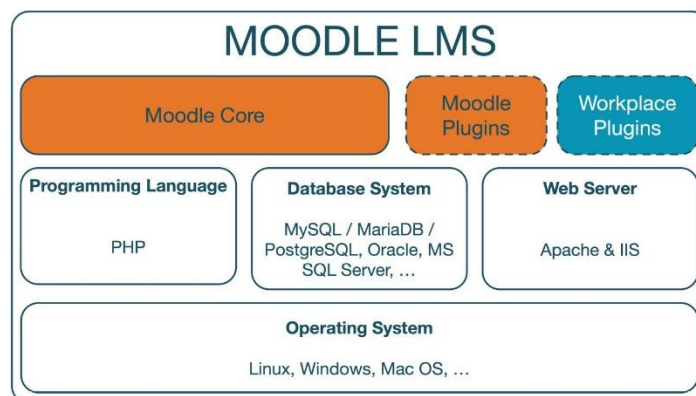 MOODLE LMS
Moodle Core
Moodle
Plugins
Workplace
Plugins
Programming Language
PHP
Database System
MySQL / MariaDB /
PostgreSQL, Oracle, MS
SQL Server, …
Web Server
Apache & IIS
Operating System
Linux, Windows, Mac OS, …